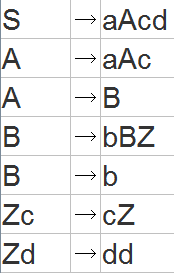 S → aAcd
A → aAc
A → B
B → bBZ
B → b
Zc → cZ
Zd → dd